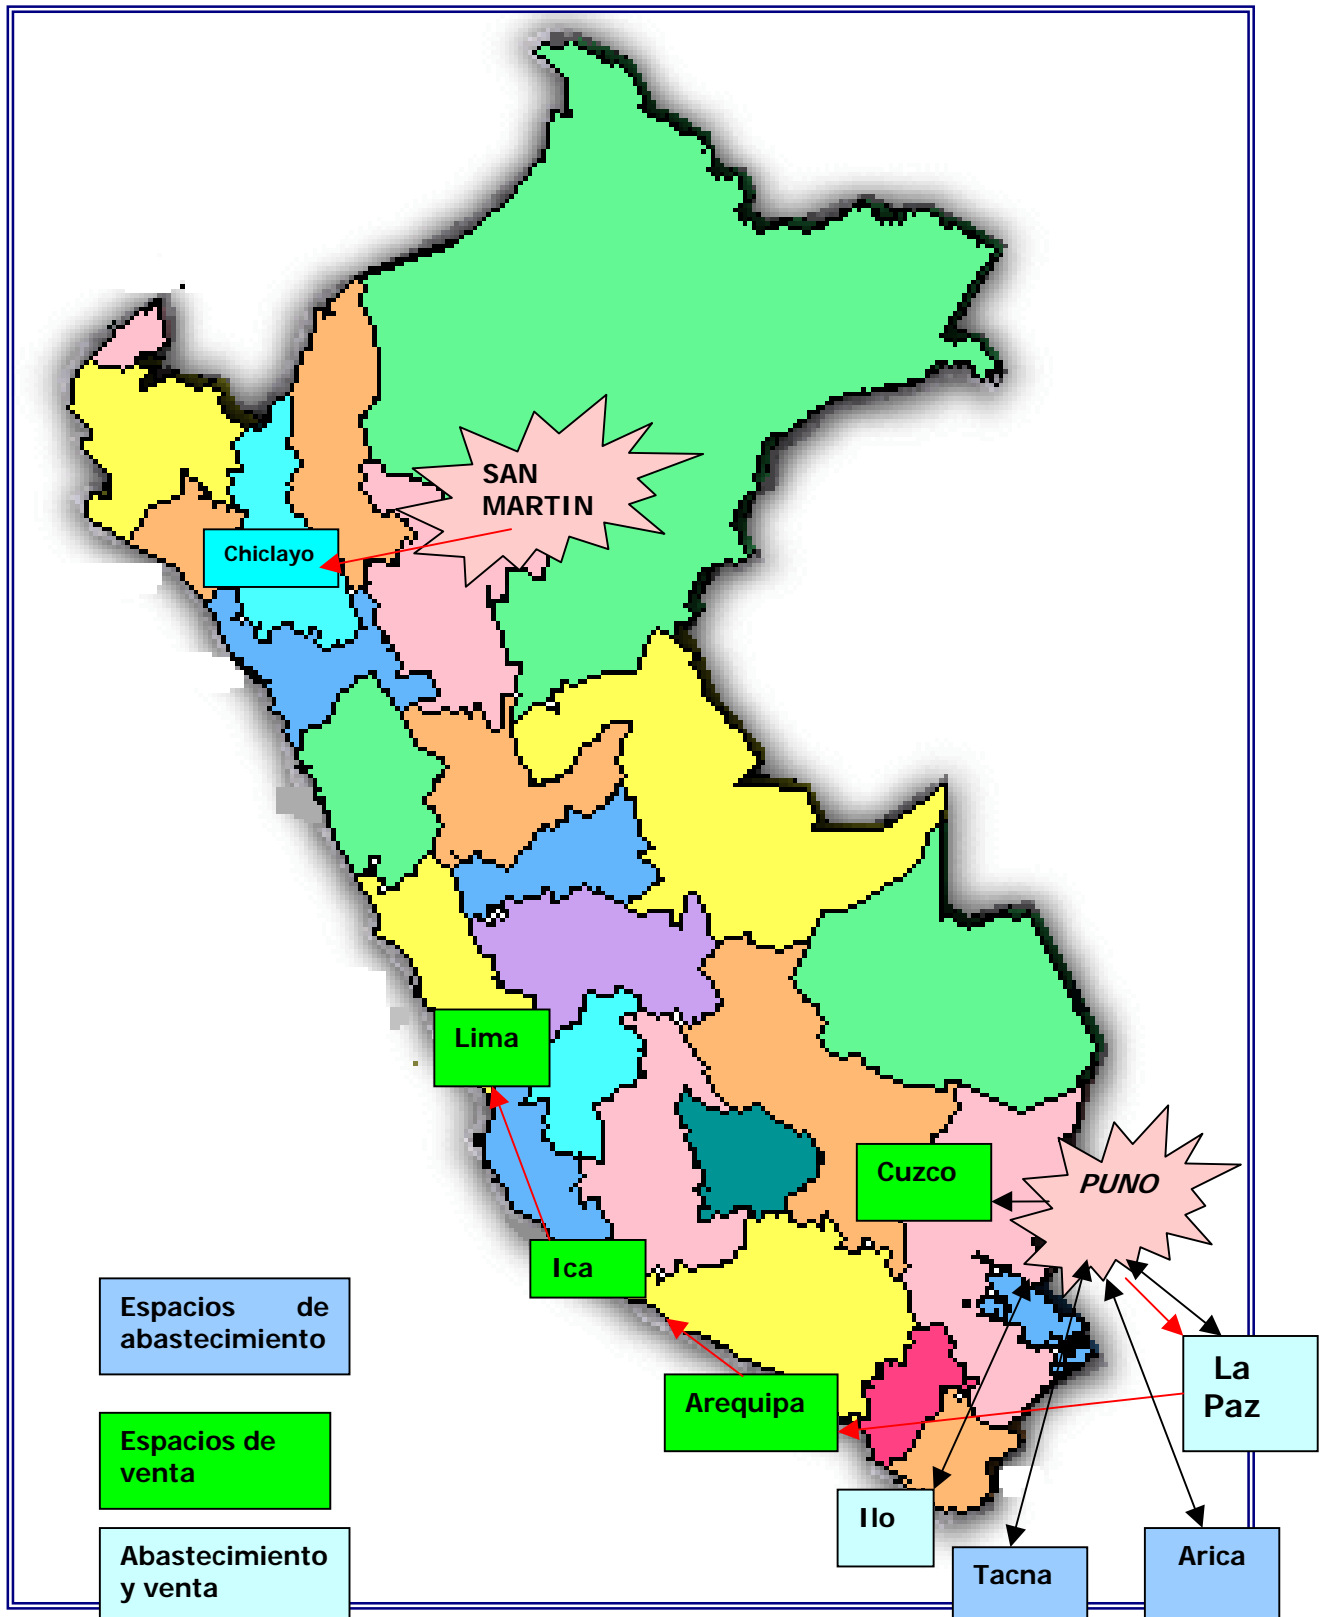 SAN
MARTIN
Chiclayo
Lima
Cuzco
PUNO
Ica
Espacios de
abastecimiento
La
Paz
Arequipa
Espacios de
venta
Ilo
Abastecimiento
y venta
Tacna
Arica